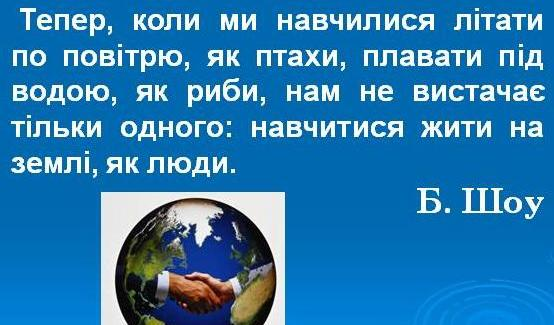 Тепер, коли ми навчилися літати
по повітрю, як птахи, плавати під
водою, як риби, нам не вистачає
тільки одного: навчитися жити на
землі, як люди.
Б. Шоу